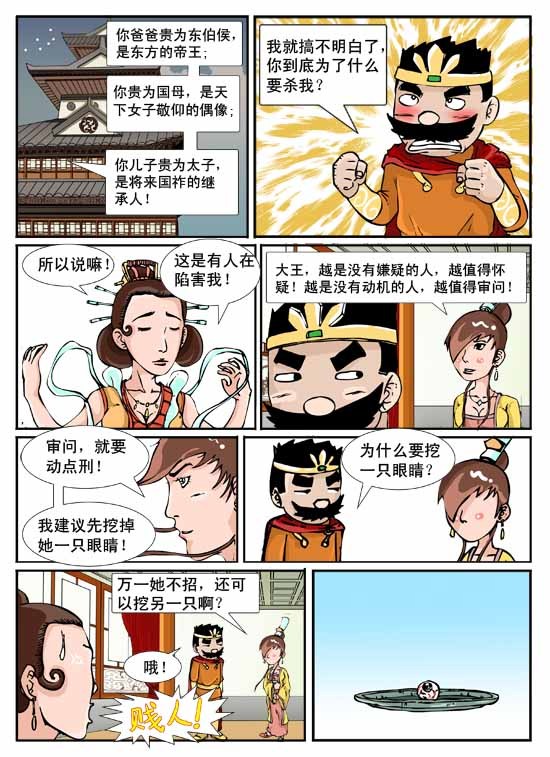 你爸爸贵为东伯侯，
是东方的帝王；
你贵为国母，是天
下女子敬仰的偶像；
你儿子贵为太子，
是将来国祚的继
承人！
我就搞不明白了，
你到底为了什么
要杀我？
所以说嘛！
这是有人在
陷害我！
大王，越是没有嫌疑的人，越值得怀
疑！越是没有动机的人，越值得审问！
审问，就要
动点刑！
我建议先挖掉
她一只眼睛！
为什么要挖
一只眼睛？
万一她不招，还可
以挖另一只啊？
哦！
贱人！